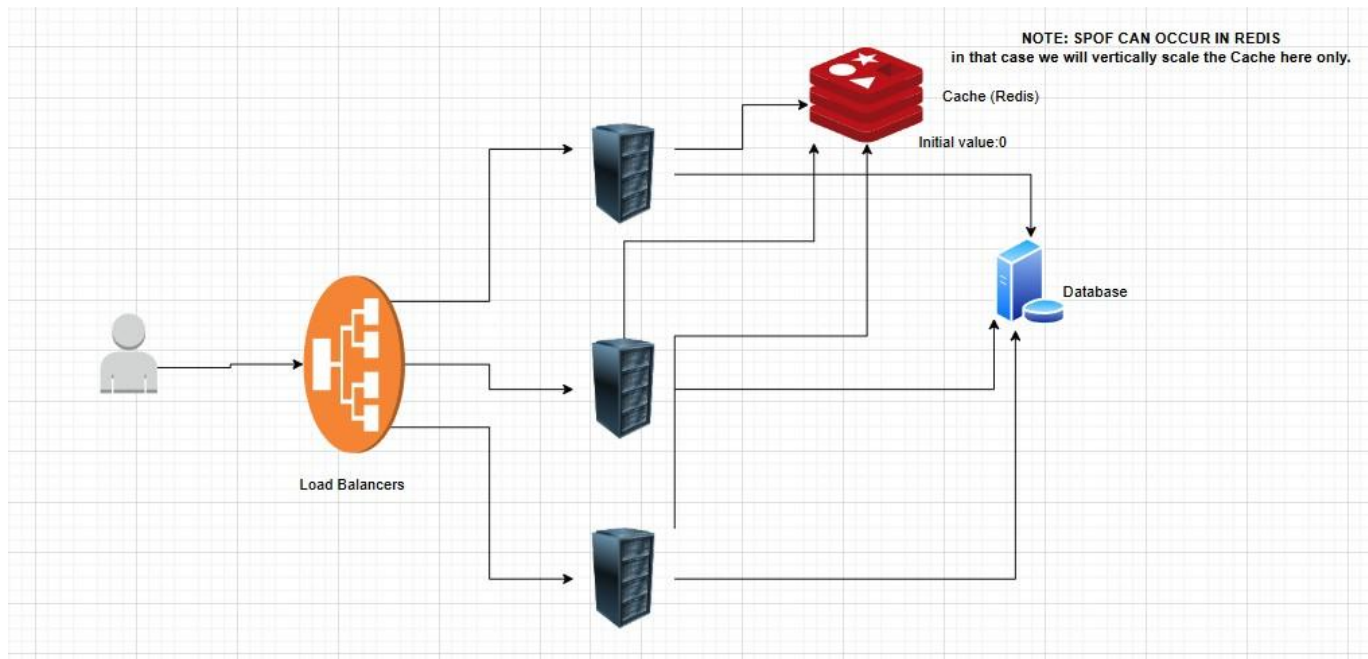 NOTE: SPOF CAN OCCUR IN REDIS
in that case we will vertically scale the Cache here only.
Cache (Redis)
Initial value:0
Database
Load Balancers